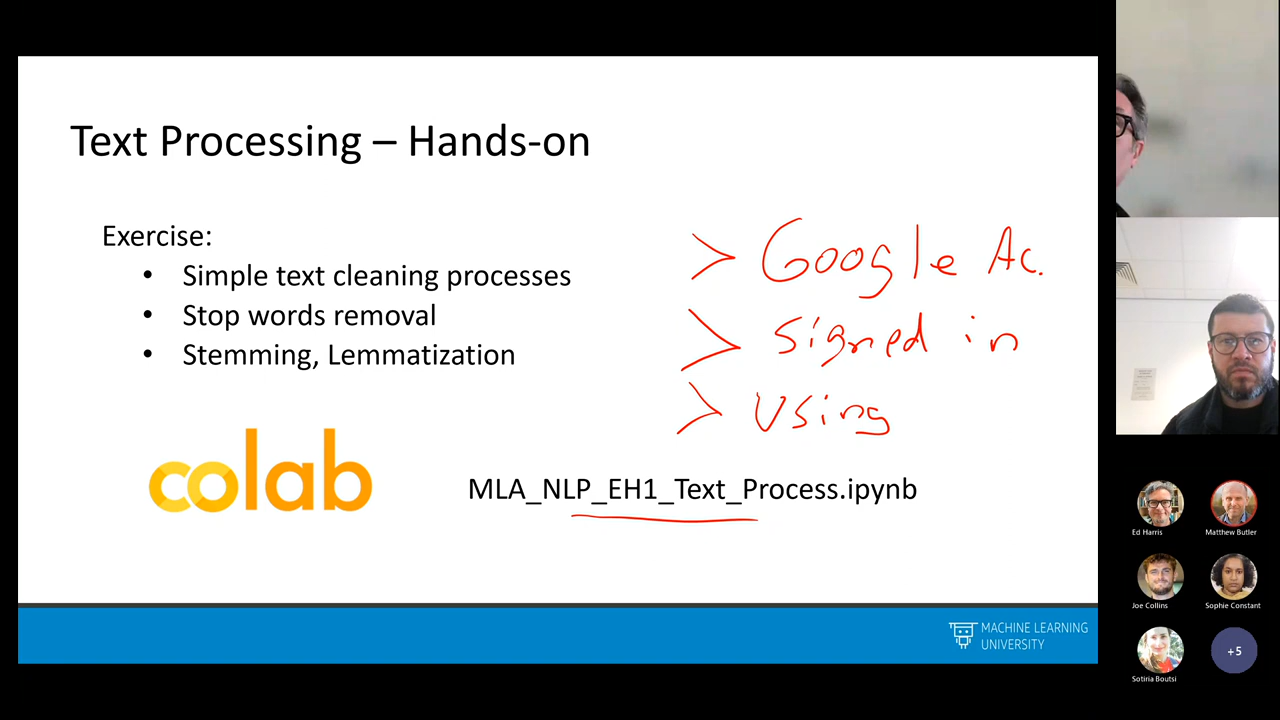 Text Processing – Hands-on
Exercise:
• Simple text cleaning processes
• Stop words removal
• Stemming, Lemmatization
> Google Ac.
> Signed in
> Using
colab
MLA_NLP_EH1_Text_Process.ipynb
MACHINE LEARNING
UNIVERSITY
Ed Harris
Matthew Butler
Joe Collins
Sophie Constant
Sotiria Boutsi
+5